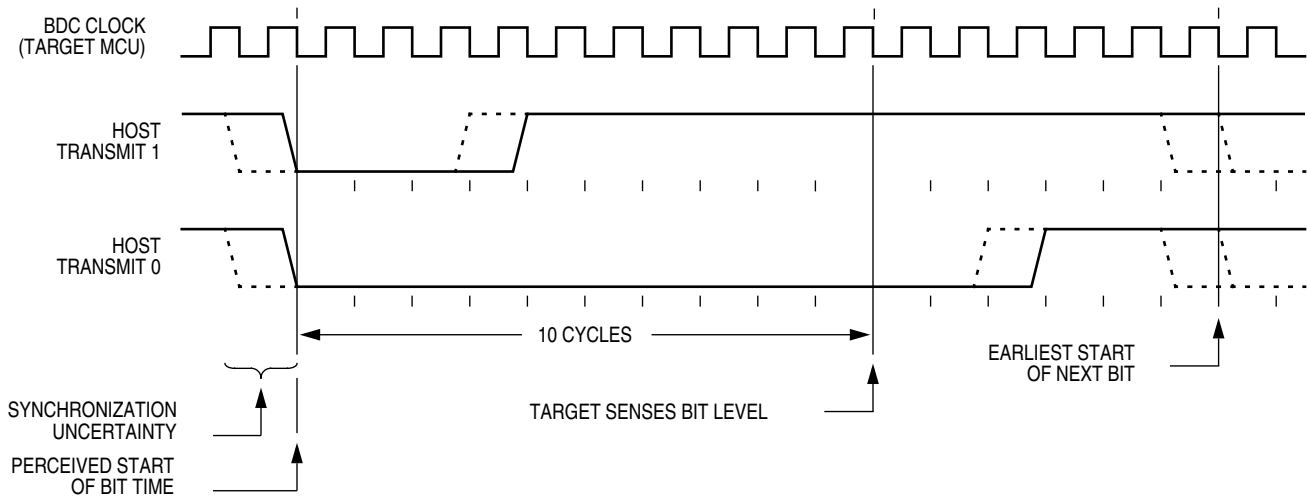 BDC CLOCK
(TARGET MCU)
HOST
TRANSMIT 1
HOST
TRANSMIT 0
10 CYCLES
EARLIEST START
OF NEXT BIT
SYNCHRONIZATION
UNCERTAINTY
TARGET SENSES BIT LEVEL
PERCEIVED START
OF BIT TIME